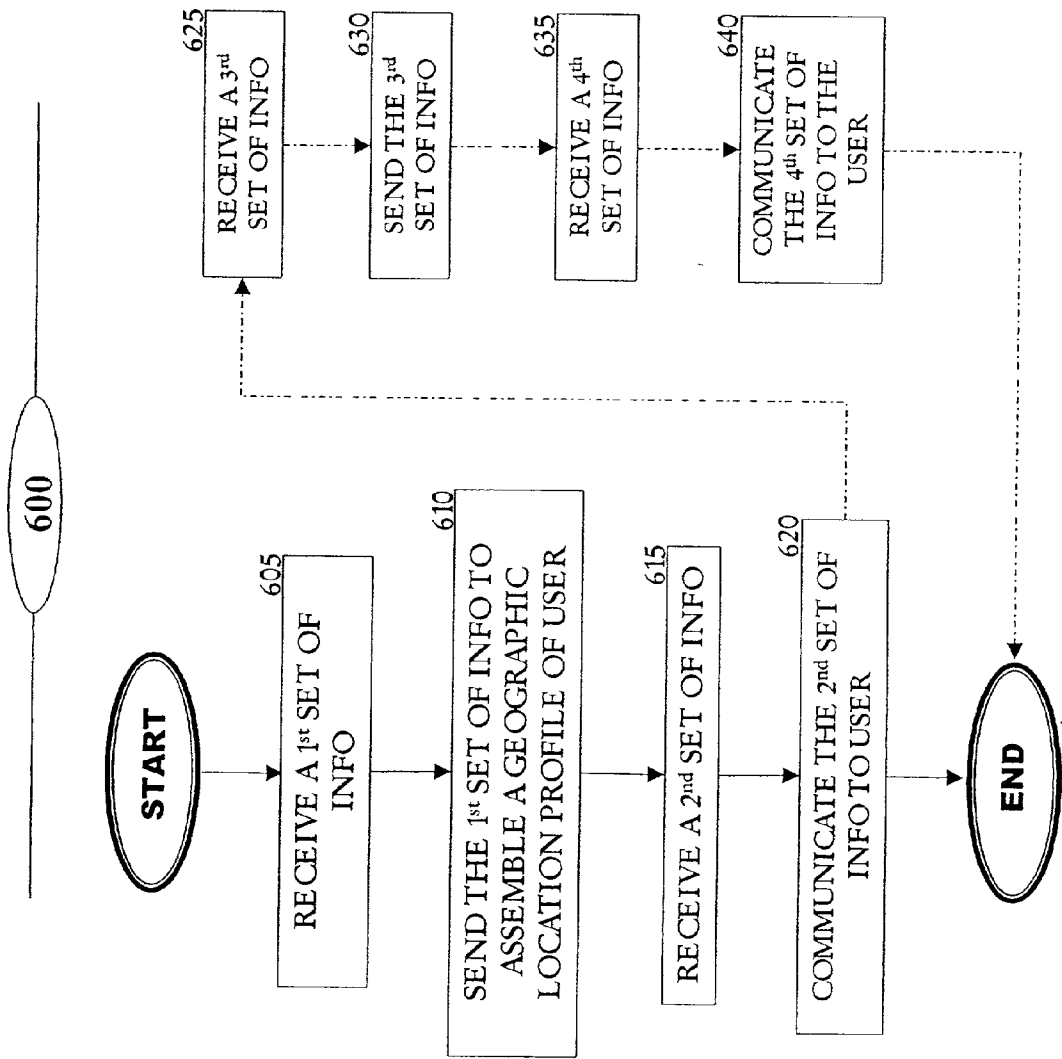 600
START
605
RECEIVE A 1st SET OF
INFO
610
SEND THE 1st SET OF INFO TO
ASSEMBLE A GEOGRAPHIC
LOCATION PROFILE OF USER
615
RECEIVE A 2nd SET OF INFO
620
COMMUNICATE THE 2nd SET OF
INFO TO USER
END
625
RECEIVE A 3rd
SET OF INFO
630
SEND THE 3rd
SET OF INFO
635
RECEIVE A 4th
SET OF INFO
640
COMMUNICATE
THE 4th SET OF
INFO TO THE
USER